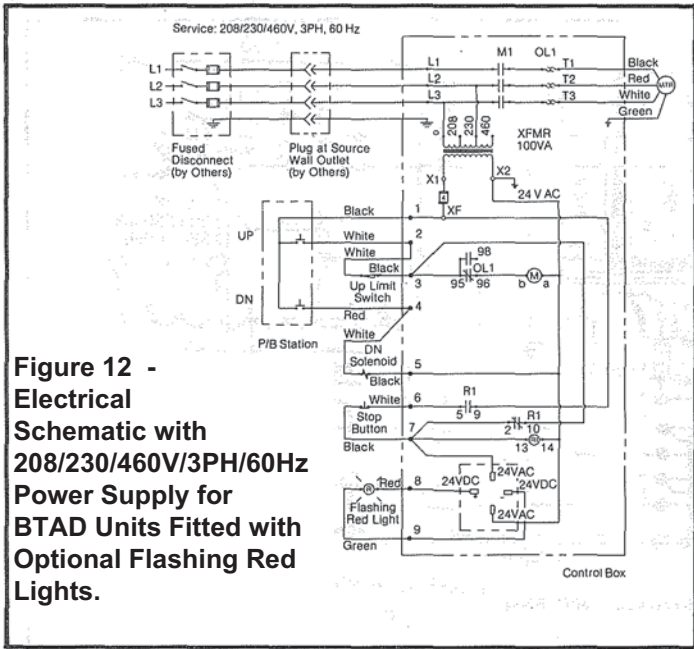 Service: 208/230/460V, 3PH, 60 Hz
M1 OL1
L1 L1 T1 Black
L2 L2 T2 Red
L3 L3 T3 White
MTR
Green
0 208 230 460
XFMR
100VA
Fused
Disconnect
(by Others)
Plug at Source
Wall Outlet
(by Others)
X1 X2
24 V AC
XF
Black 1
UP White 2
White
98
Black 3 OL1
95 96 b M a
Up Limit
Switch
DN 4
Red
P/B Station
White
DN
Solenoid
5
Black
White 6 R1
5 9
Stop
Button
R1
2 10
Black 7
13 14
24VAC
24VDC 24VDC
24VAC
R Red 8
Flashing
Red Light
9
Green
Control Box
Figure 12 -
Electrical
Schematic with
208/230/460V/3PH/60Hz
Power Supply for
BTAD Units Fitted with
Optional Flashing Red
Lights.